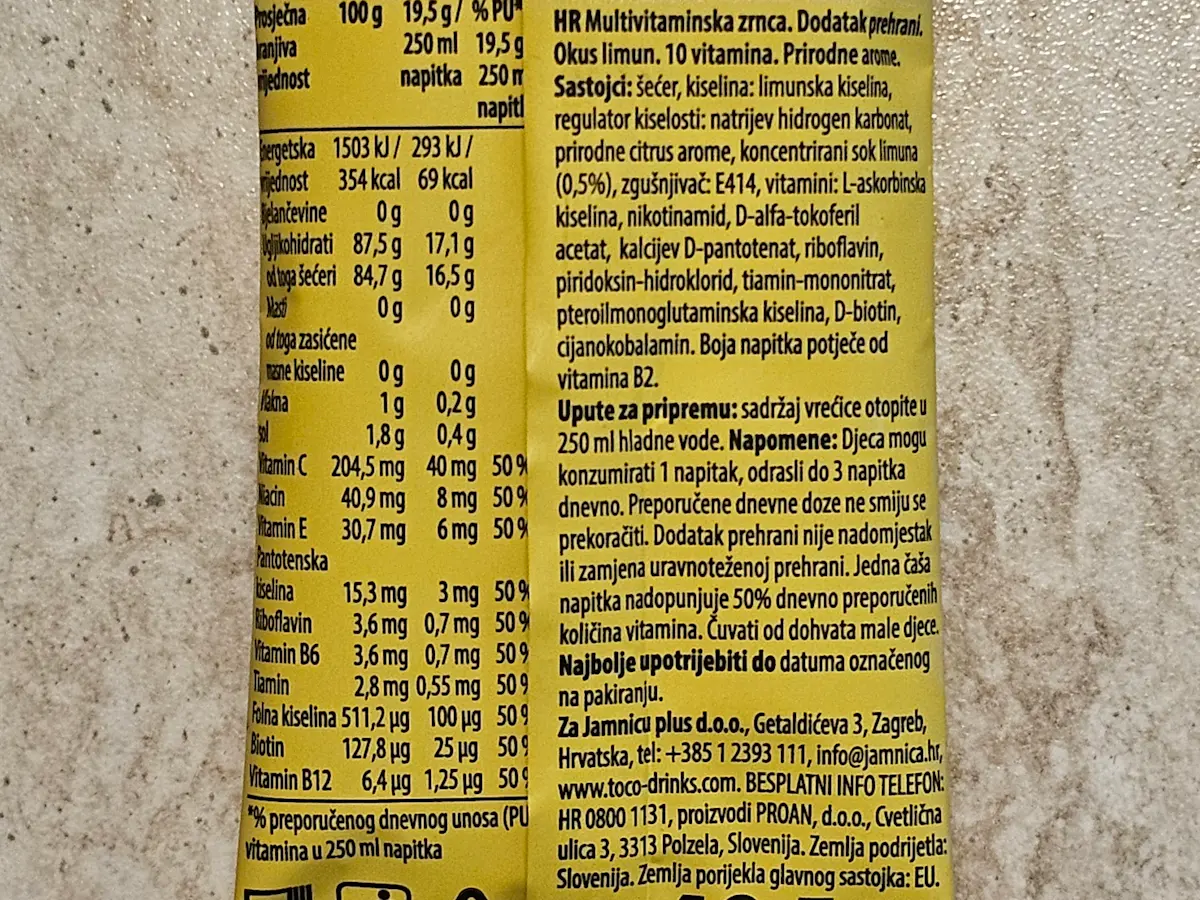 Prosječna 100 g 19,5 g / % PU*
hranjiva 250 ml 19,5 g
vrijednost napitka 250 m
napitk
Energetska 1503 kJ / 293 kJ /
vrijednost 354 kcal 69 kcal
Bjelančevine 0 g 0 g
Ugljikohidrati 87,5 g 17,1 g
od toga šećeri 84,7 g 16,5 g
Masti 0 g 0 g
od toga zasićene
masne kiseline 0 g 0 g
Vlakna 1 g 0,2 g
sol 1,8 g 0,4 g
Vitamin C 204,5 mg 40 mg 50 %
Niacin 40,9 mg 8 mg 50 %
Vitamin E 30,7 mg 6 mg 50 %
Pantotenska
kiselina 15,3 mg 3 mg 50 %
Riboflavin 3,6 mg 0,7 mg 50 %
Vitamin B6 3,6 mg 0,7 mg 50 %
Tiamin 2,8 mg 0,55 mg 50 %
Folna kiselina 511,2 µg 100 µg 50 %
Biotin 127,8 µg 25 µg 50 %
Vitamin B12 6,4 µg 1,25 µg 50 %
*% preporučenog dnevnog unosa (PU
vitamina u 250 ml napitka
HR Multivitaminska zrnca. Dodatak prehrani.
Okus limun. 10 vitamina. Prirodne arome.
Sastojci: šećer, kiselina: limunska kiselina,
regulator kiselosti: natrijev hidrogen karbonat,
prirodne citrus arome, koncentrirani sok limuna
(0,5%), zgušnjivač: E414, vitamini: L-askorbinska
kiselina, nikotinamid, D-alfa-tokoferil
acetat, kalcijev D-pantotenat, riboflavin,
piridoksin-hidroklorid, tiamin-mononitrat,
pteroilmonoglutaminska kiselina, D-biotin,
cijanokobalamin. Boja napitka potječe od
vitamina B2.
Upute za pripremu: sadržaj vrećice otopite u
250 ml hladne vode. Napomene: Djeca mogu
konzumirati 1 napitak, odrasli do 3 napitka
dnevno. Preporučene dnevne doze ne smiju se
prekoračiti. Dodatak prehrani nije nadomjestak
ili zamjena uravnoteženoj prehrani. Jedna čaša
napitka nadopunjuje 50% dnevno preporučenih
količina vitamina. Čuvati od dohvata male djece.
Najbolje upotrijebiti do datuma označenog
na pakiranju.
Za Jamnicu plus d.o.o., Getaldićeva 3, Zagreb,
Hrvatska, tel: +385 1 2393 111, info@jamnica.hr,
www.toco-drinks.com. BESPLATNI INFO TELEFON:
HR 0800 1131, proizvodi PROAN, d.o.o., Cvetlična
ulica 3, 3313 Polzela, Slovenija. Zemlja podrijetla:
Slovenija. Zemlja porijekla glavnog sastojka: EU.